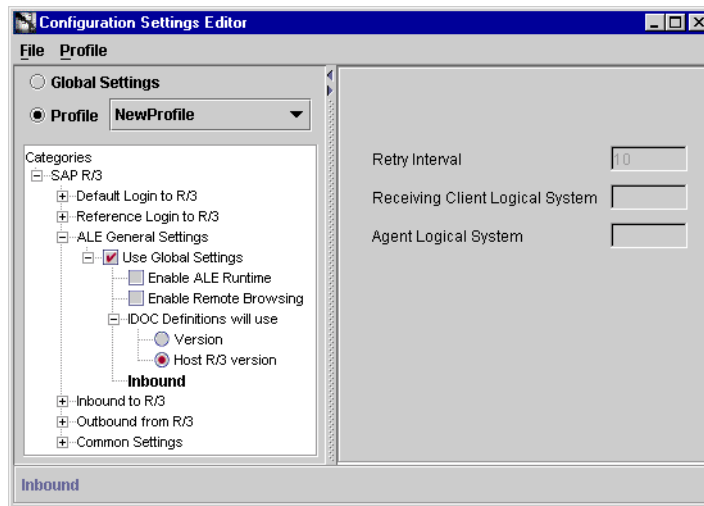 Configuration Settings Editor
File Profile
Global Settings
Profile NewProfile
Categories
SAP R/3
Default Login to R/3
Reference Login to R/3
ALE General Settings
Use Global Settings
Enable ALE Runtime
Enable Remote Browsing
IDOC Definitions will use
Version
Host R/3 version
Inbound
Inbound to R/3
Outbound from R/3
Common Settings
Retry Interval 10
Receiving Client Logical System
Agent Logical System
Inbound